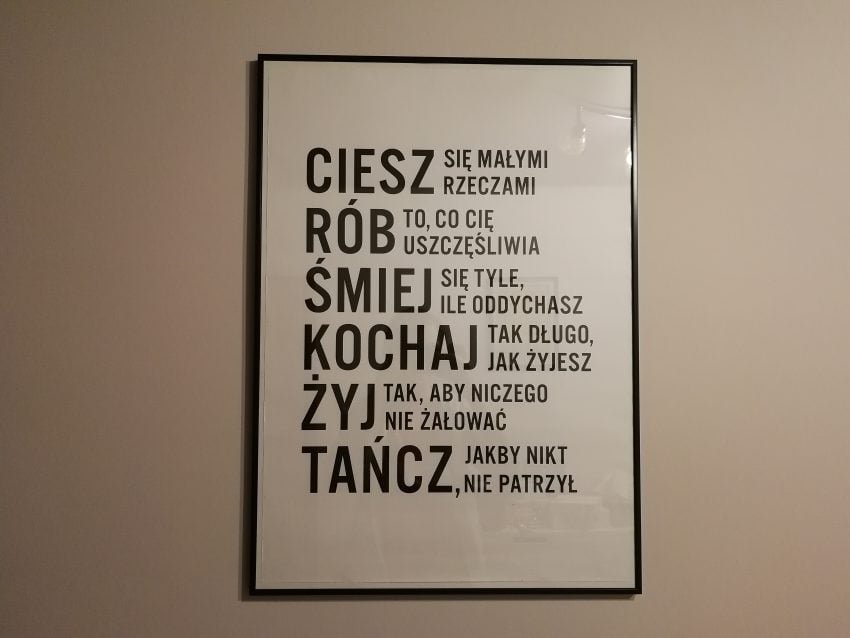 CIESZ SIĘ MAŁYMI
RZECZAMI
RÓB TO, CO CIĘ
USZCZĘŚLIWIA
ŚMIEJ SIĘ TYLE,
ILE ODDYCHASZ
KOCHAJ TAK DŁUGO,
JAK ŻYJESZ
ŻYJ TAK, ABY NICZEGO
NIE ŻAŁOWAĆ
TAŃCZ, JAKBY NIKT
NIE PATRZYŁ